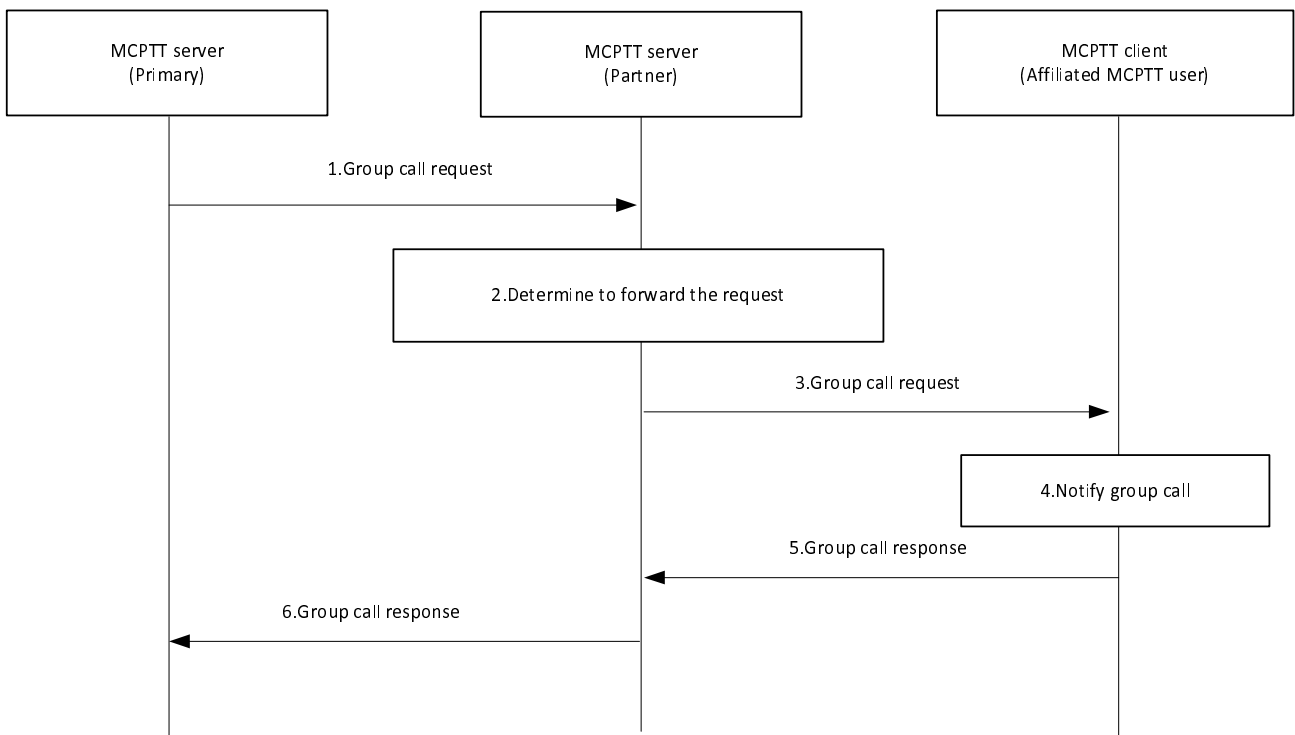 MCPTT server
(Primary)
MCPTT server
(Partner)
MCPTT client
(Affiliated MCPTT user)
1.Group call request
2.Determine to forward the request
3.Group call request
4.Notify group call
5.Group call response
6.Group call response